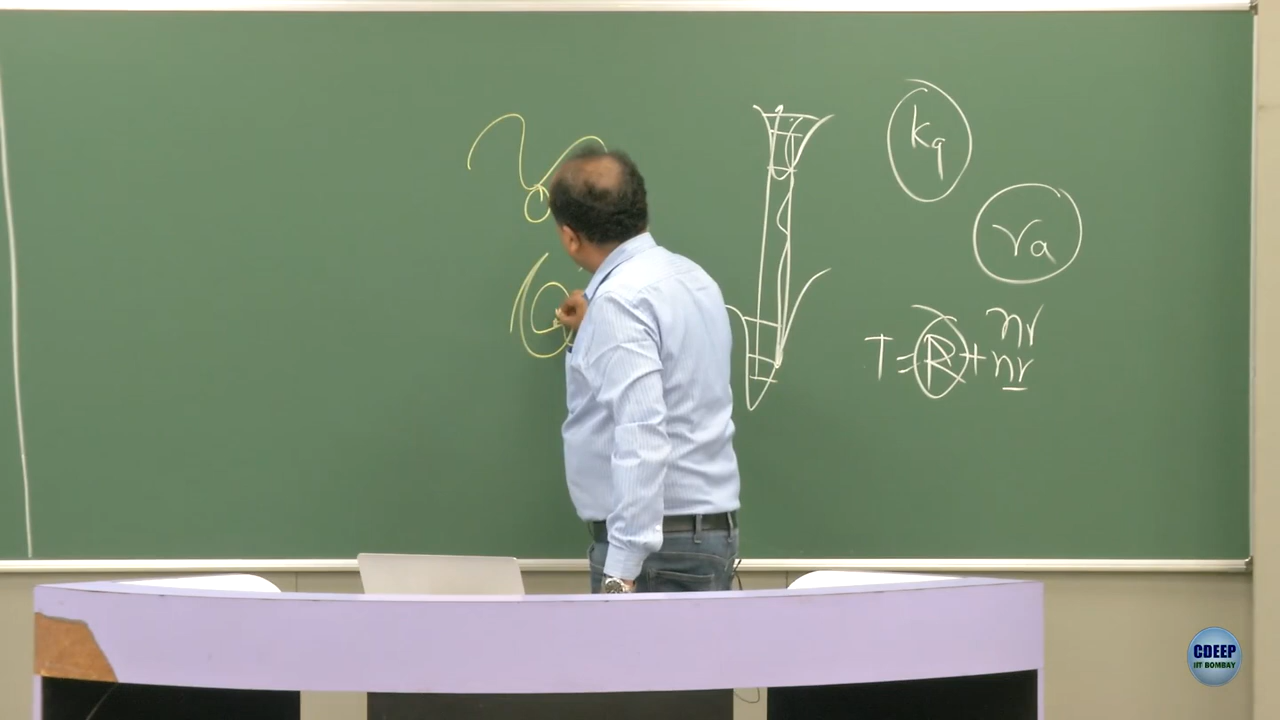 kq
ra
nr
T=R+nr
CDEEP
IIT BOMBAY